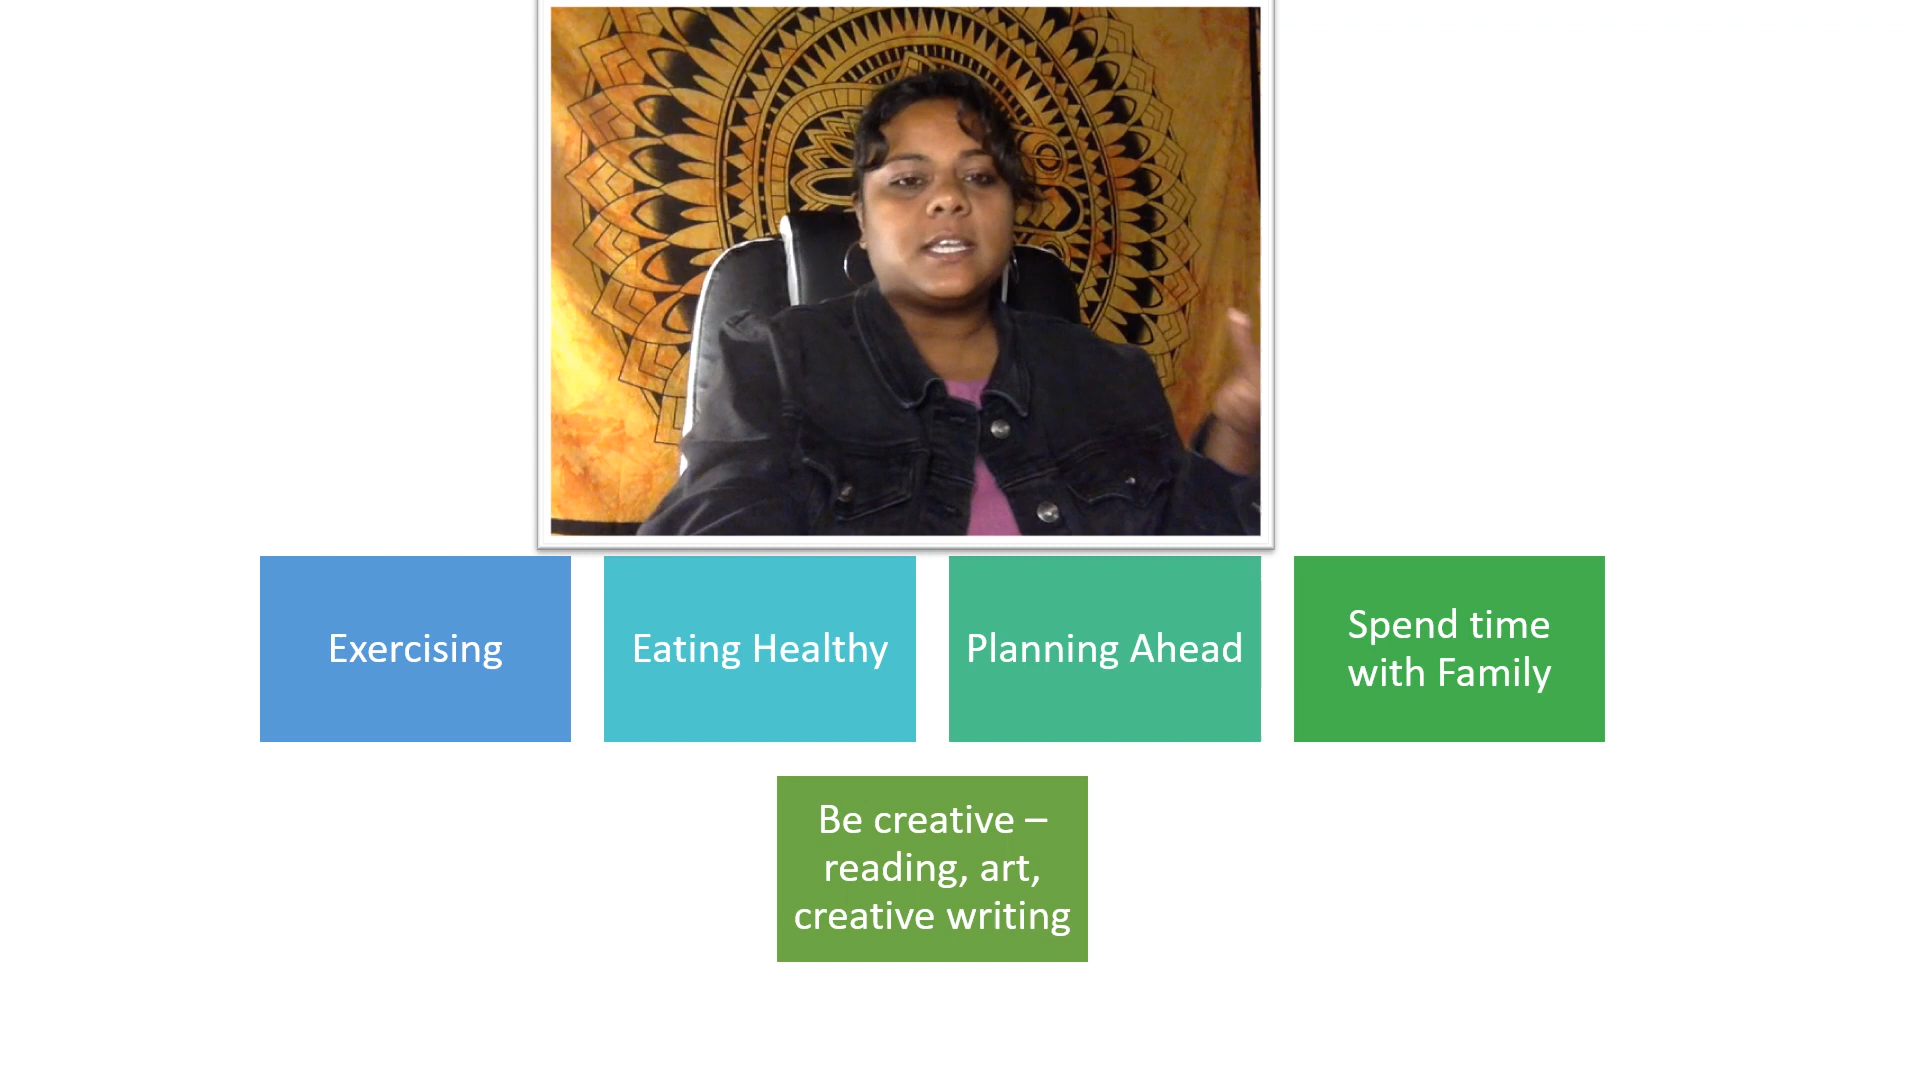 Exercising
Eating Healthy
Planning Ahead
Spend time
with Family
Be creative –
reading, art,
creative writing